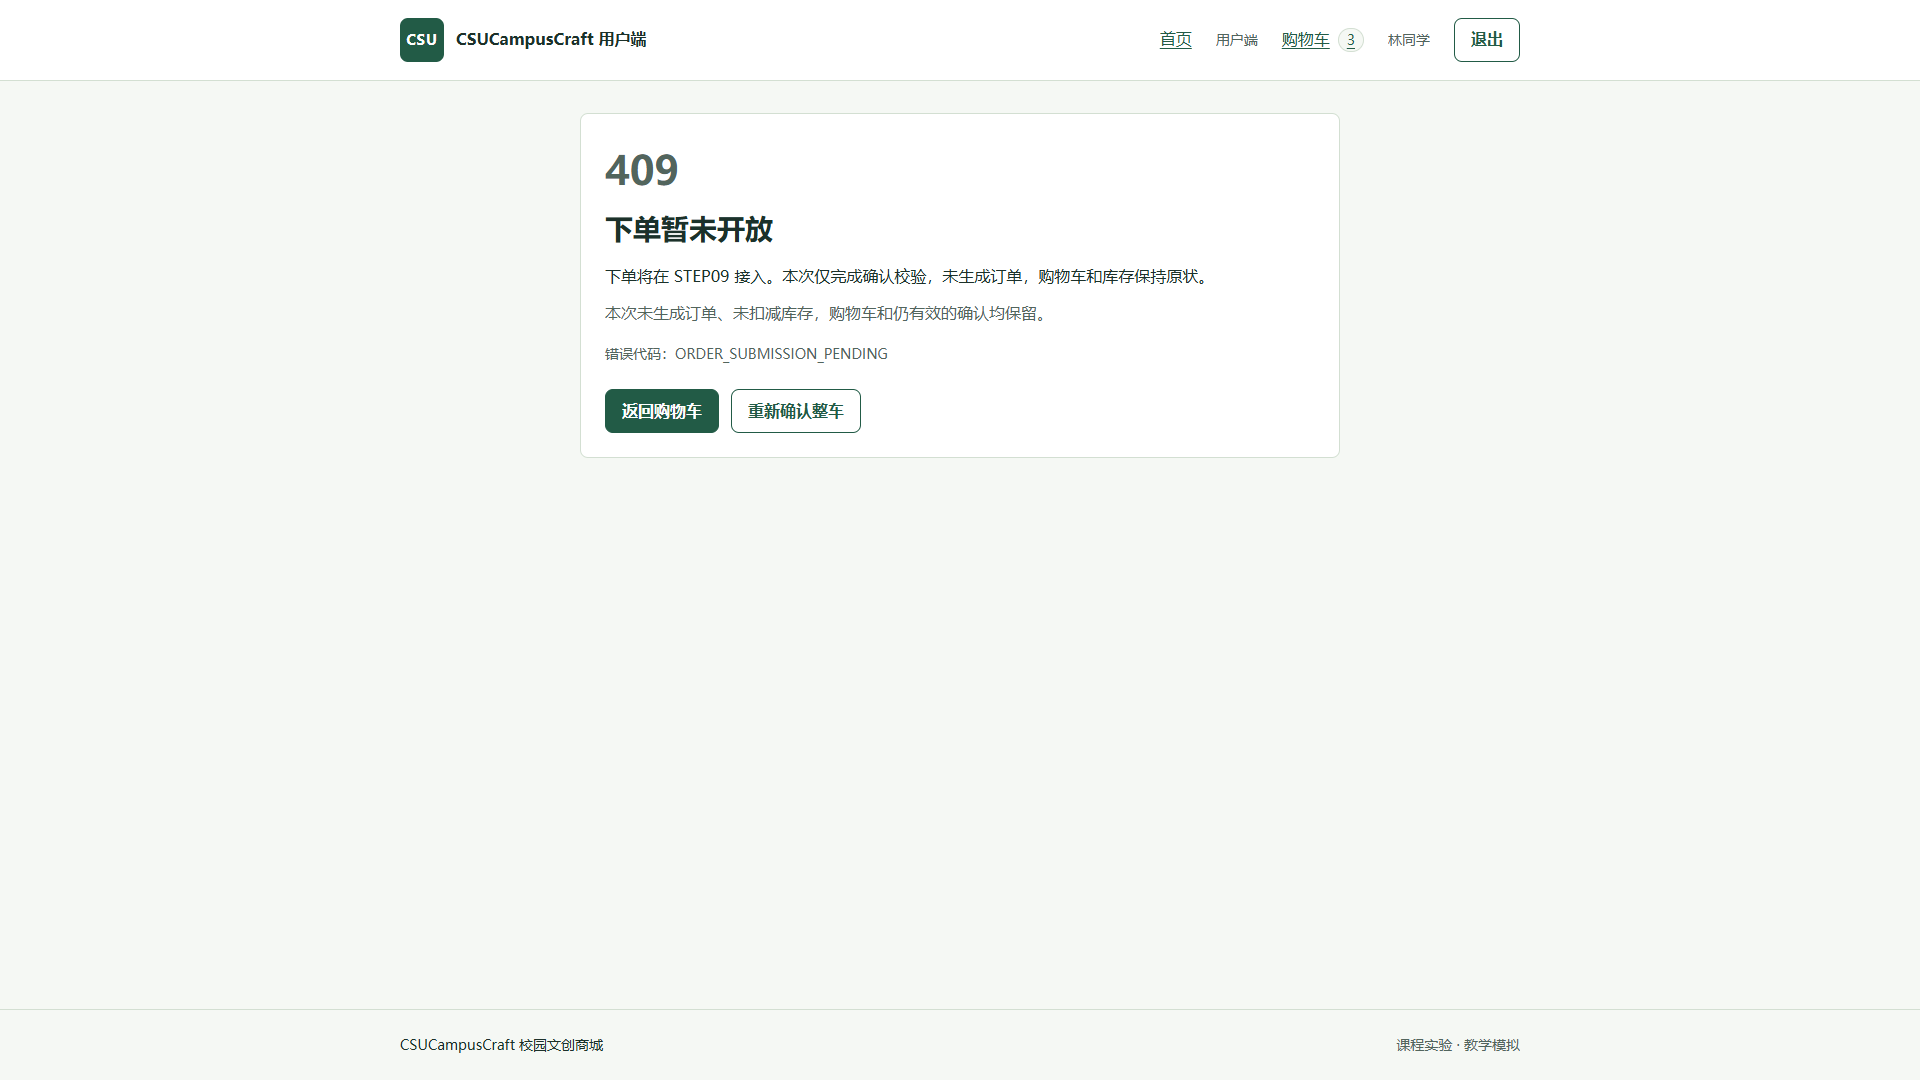 CSU CSUCampusCraft 用户端 首页 用户端 购物车 3 林同学 退出
409
下单暂未开放
下单将在 STEP09 接入。本次仅完成确认校验，未生成订单，购物车和库存保持原状。
本次未生成订单、未扣减库存，购物车和仍有效的确认均保留。
错误代码：ORDER_SUBMISSION_PENDING
返回购物车 重新确认整车
CSUCampusCraft 校园文创商城 课程实验 · 教学模拟